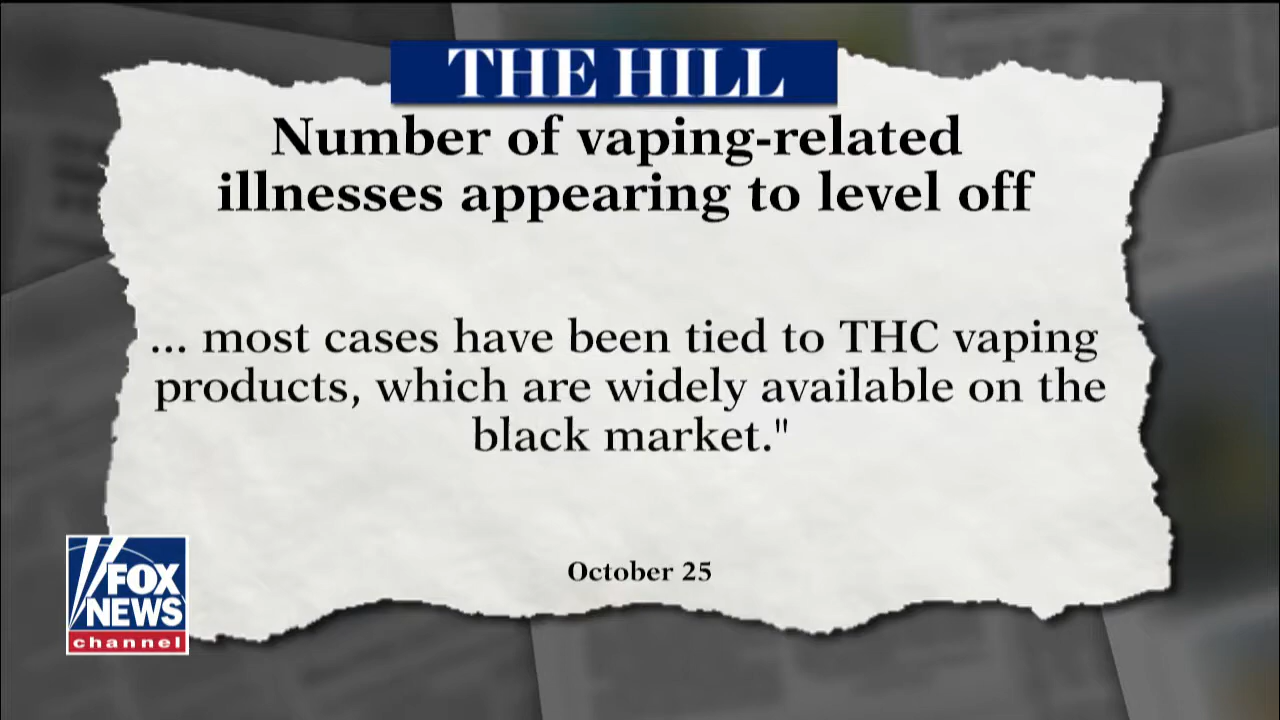 THE HILL
Number of vaping-related
illnesses appearing to level off
... most cases have been tied to THC vaping
products, which are widely available on the
black market."
October 25
FOX
NEWS
channel